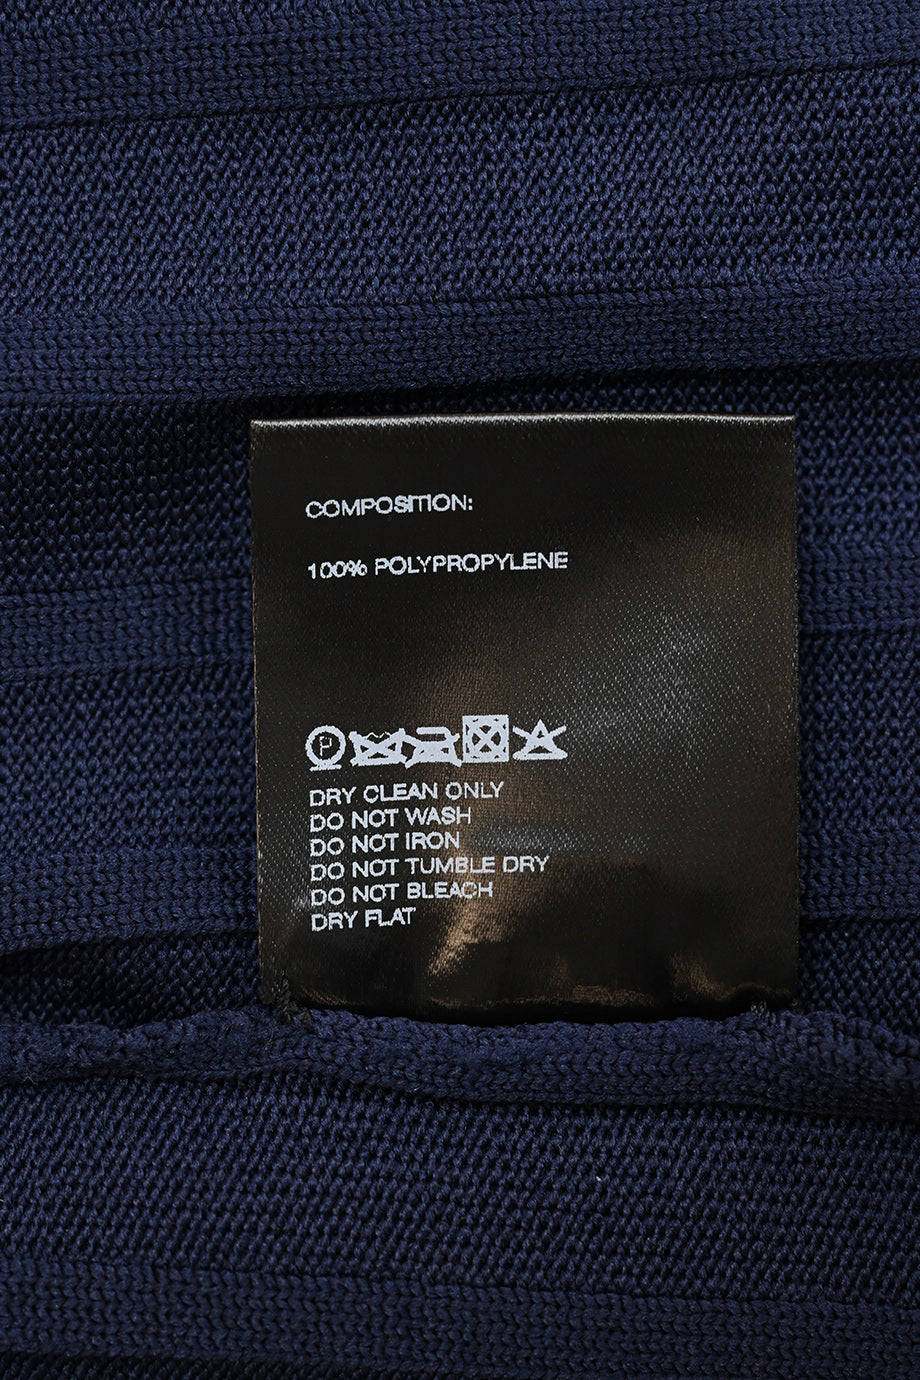 COMPOSITION:
100% POLYPROPYLENE
P
DRY CLEAN ONLY
DO NOT WASH
DO NOT IRON
DO NOT TUMBLE DRY
DO NOT BLEACH
DRY FLAT